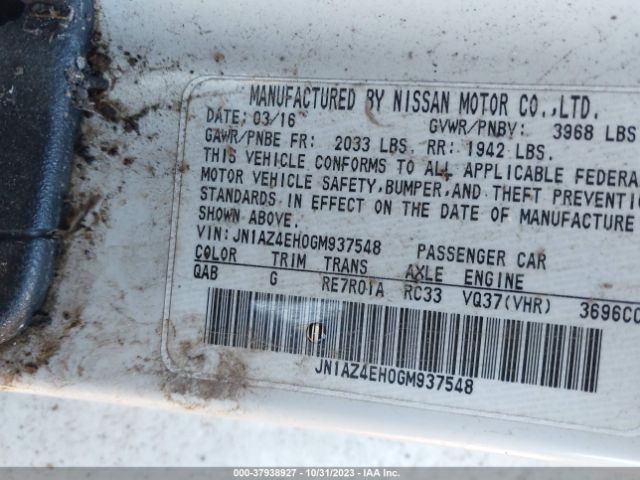 MANUFACTURED BY NISSAN MOTOR CO.,LTD.
DATE: 03/16 GVWR/PNBV: 3968 LBS
GAWR/PNBE FR: 2033 LBS, RR: 1942 LBS.
THIS VEHICLE CONFORMS TO ALL APPLICABLE FEDERA
MOTOR VEHICLE SAFETY,BUMPER,AND THEFT PREVENTIO
STANDARDS IN EFFECT ON THE DATE OF MANUFACTURE
SHOWN ABOVE.
VIN:JN1AZ4EH0GM937548 PASSENGER CAR
COLOR TRIM TRANS AXLE ENGINE
QAB G RE7R01A RC33 VQ37(VHR) 3696CC
JN1AZ4EH0GM937548
000-37938927 - 10/31/2023 - IAA Inc.